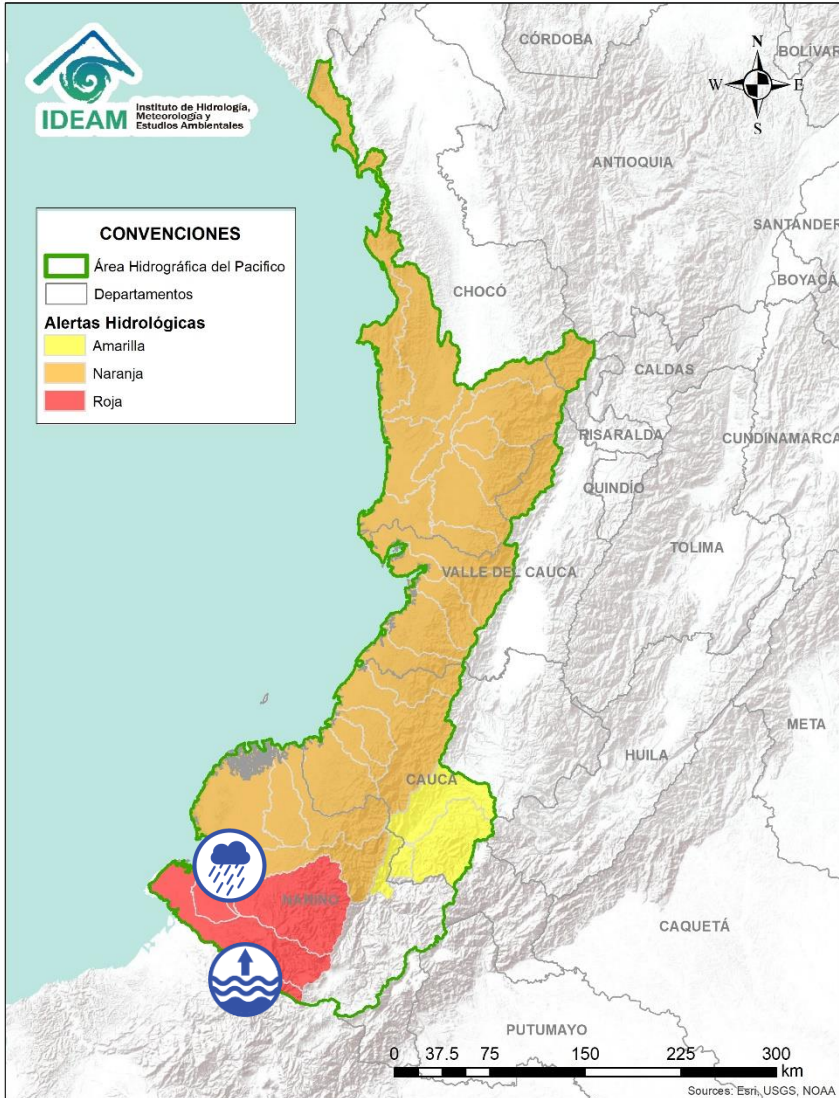 IDEAM
Instituto de Hidrología,
Meteorología y
Estudios Ambientales
CÓRDOBA
BOLÍVAR
N
W
E
S
ANTIOQUIA
SANTANDER
BOYACÁ
CONVENCIONES
Área Hidrográfica del Pacifico
Departamentos
Alertas Hidrológicas
Amarilla
Naranja
Roja
CHOCÓ
CALDAS
RISARALDA
CUNDINAMARCA
QUINDÍO
TOLIMA
VALLE DEL CAUCA
META
HUILA
CAUCA
NARIÑO
CAQUETÁ
PUTUMAYO
0 37.5 75 150 225 300
km
Sources: Esri, USGS, NOAA